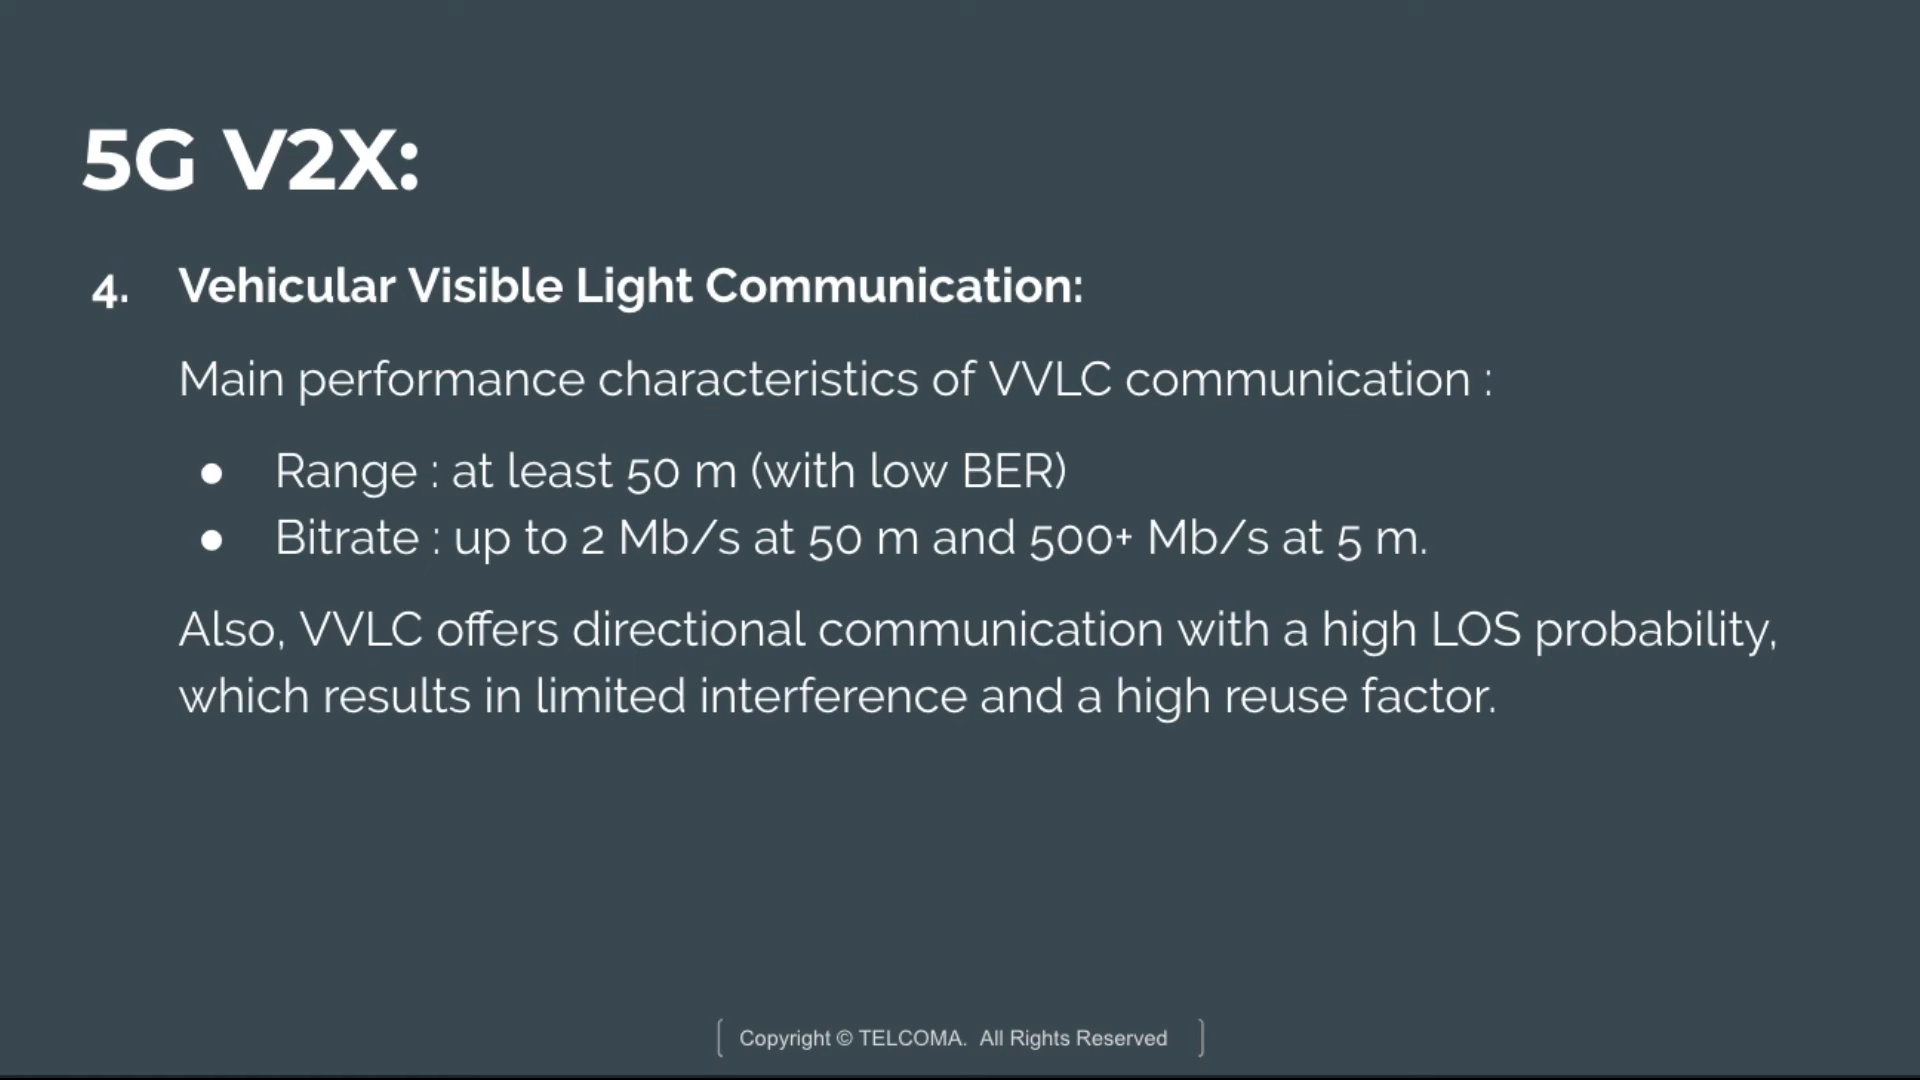 5G V2X:
4. Vehicular Visible Light Communication:
Main performance characteristics of VVLC communication :
● Range : at least 50 m (with low BER)
● Bitrate : up to 2 Mb/s at 50 m and 500+ Mb/s at 5 m.
Also, VVLC offers directional communication with a high LOS probability,
which results in limited interference and a high reuse factor.
[ Copyright © TELCOMA. All Rights Reserved ]